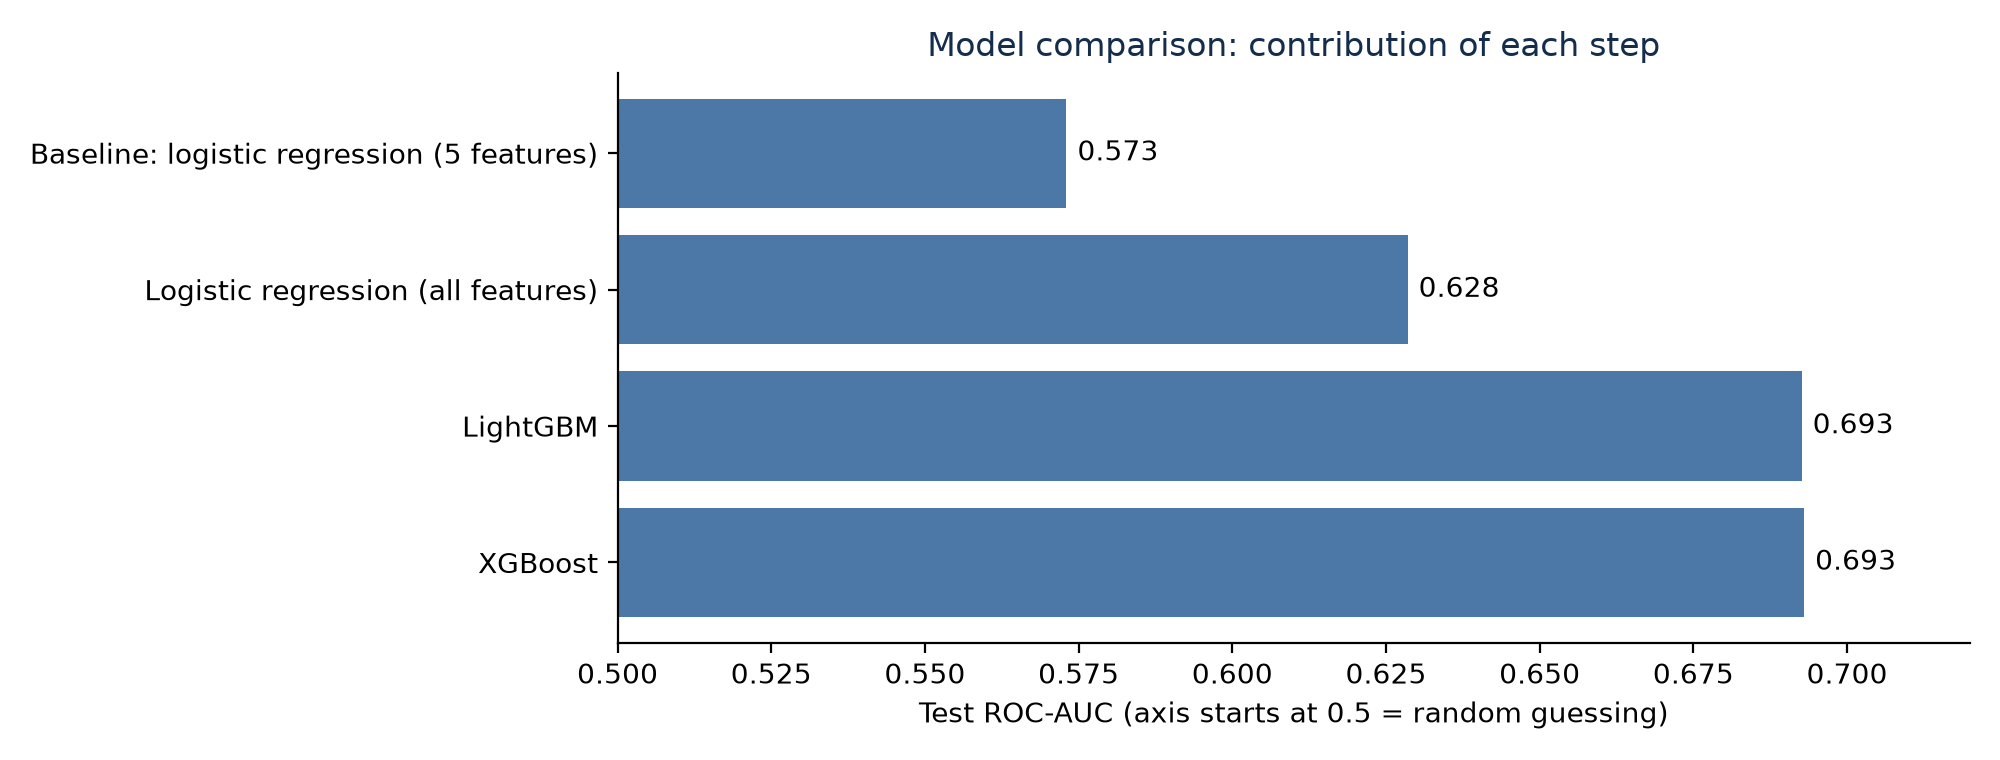 Model comparison: contribution of each step
Baseline: logistic regression (5 features)
0.573
Logistic regression (all features)
0.628
LightGBM
0.693
XGBoost
0.693
0.500 0.525 0.550 0.575 0.600 0.625 0.650 0.675 0.700
Test ROC-AUC (axis starts at 0.5 = random guessing)